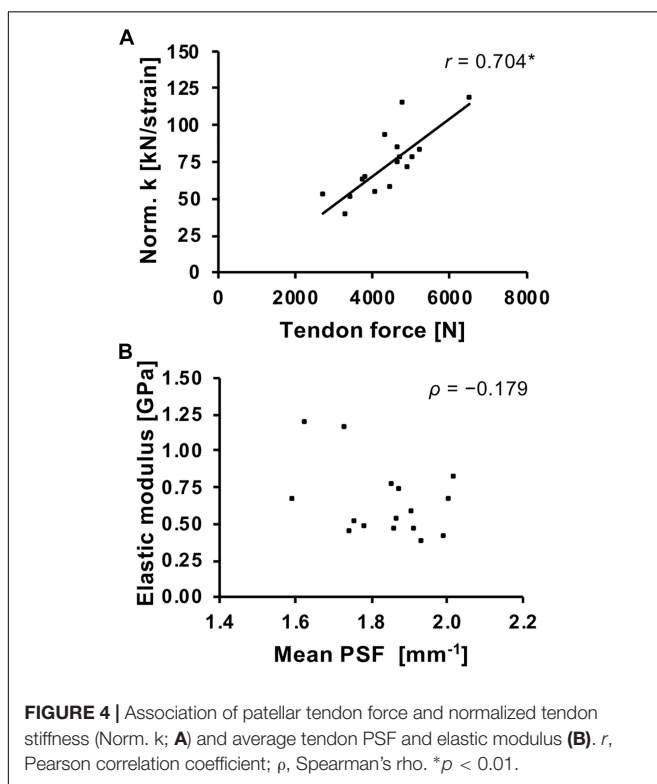 A
r = 0.704*
150
125
100
75
50
25
0
Norm. k [kN/strain]
0 2000 4000 6000 8000
Tendon force [N]
B
ρ = −0.179
1.50
1.25
1.00
0.75
0.50
0.25
0.00
Elastic modulus [GPa]
1.4 1.6 1.8 2.0 2.2
Mean PSF [mm⁻¹]
FIGURE 4 | Association of patellar tendon force and normalized tendon
stiffness (Norm. k; A) and average tendon PSF and elastic modulus (B). r,
Pearson correlation coefficient; ρ, Spearman's rho. *p < 0.01.